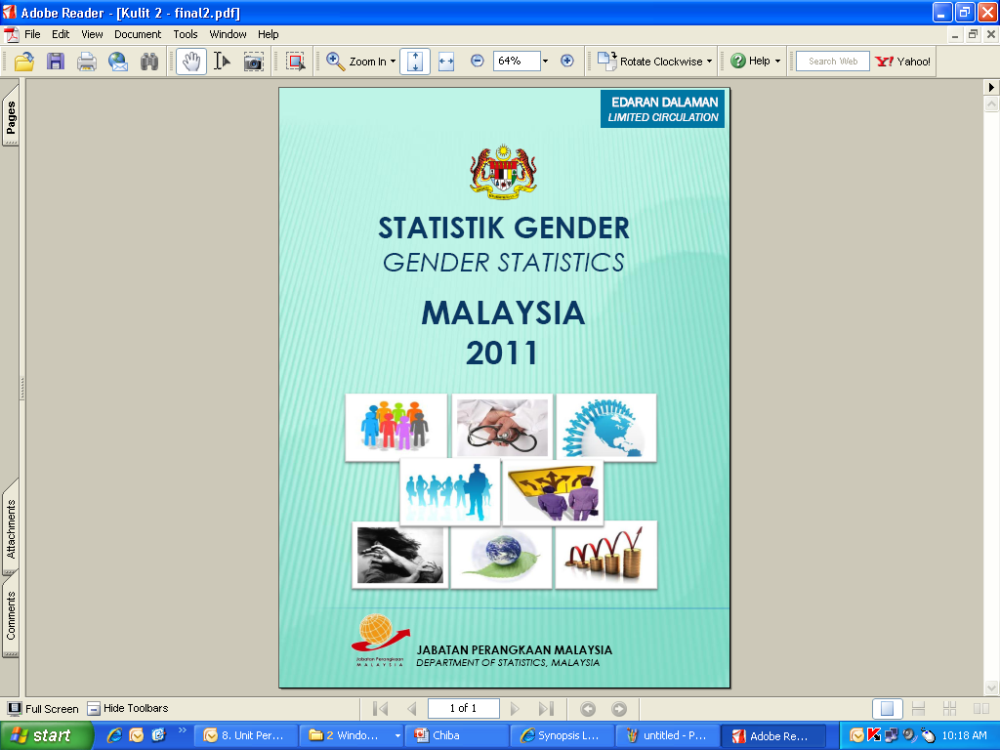 Adobe Reader - [Kulit 2 - final2.pdf]
File Edit View Document Tools Window Help
Zoom In 64% Rotate Clockwise Help Search Web Y! Yahoo!
Pages
Attachments
Comments
EDARAN DALAMAN
LIMITED CIRCULATION
STATISTIK GENDER
GENDER STATISTICS
MALAYSIA
2011
Jabatan Perangkaan
MALAYSIA
JABATAN PERANGKAAN MALAYSIA
DEPARTMENT OF STATISTICS, MALAYSIA
Full Screen Hide Toolbars 1 of 1
start 8. Unit Per... 2 Windo... Chiba Synopsis L... untitled - P... Adobe Re... 10:18 AM